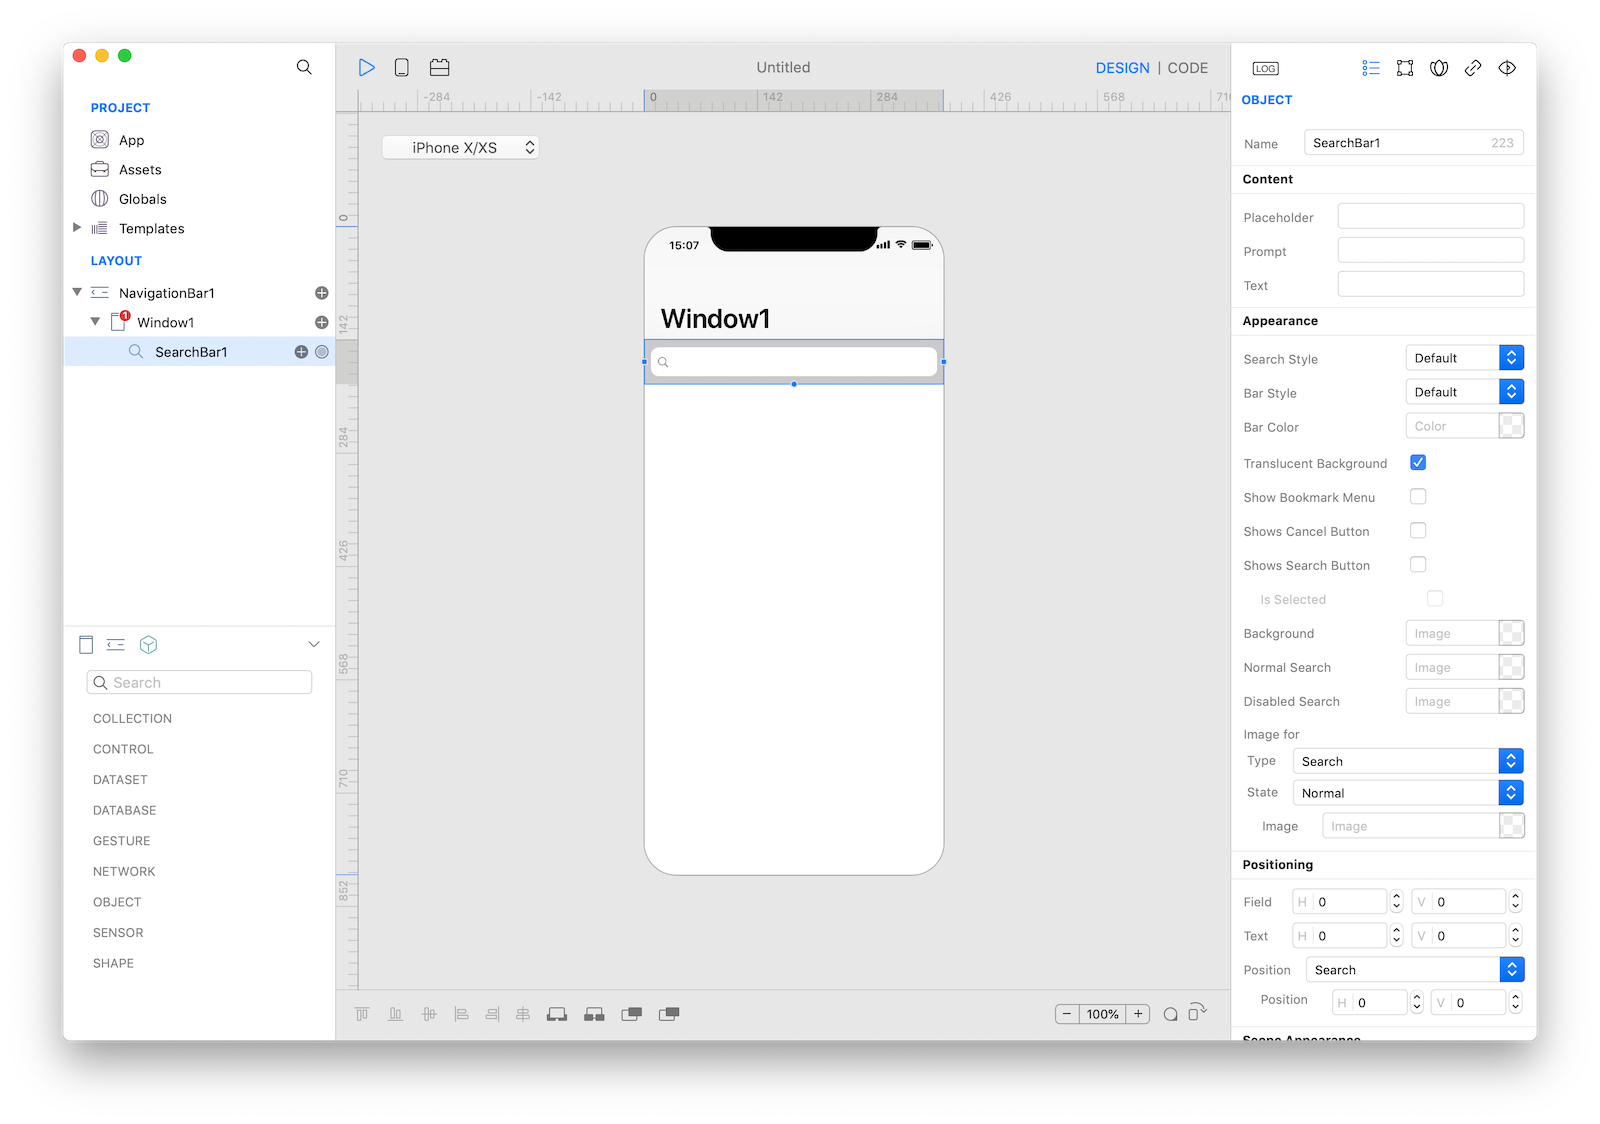 Untitled
DESIGN | CODE
LOG
PROJECT
App
Assets
Globals
Templates
LAYOUT
NavigationBar1
Window1
1
SearchBar1
Search
COLLECTION
CONTROL
DATASET
DATABASE
GESTURE
NETWORK
OBJECT
SENSOR
SHAPE
-284 -142 0 142 284 426 568 710
0
142
284
426
568
710
852
iPhone X/XS
15:07
Window1
100%
OBJECT
Name SearchBar1 223
Content
Placeholder
Prompt
Text
Appearance
Search Style Default
Bar Style Default
Bar Color Color
Translucent Background
Show Bookmark Menu
Shows Cancel Button
Shows Search Button
Is Selected
Background Image
Normal Search Image
Disabled Search Image
Image for
Type Search
State Normal
Image Image
Positioning
Field H 0 V 0
Text H 0 V 0
Position Search
Position H 0 V 0
Scope Appearance